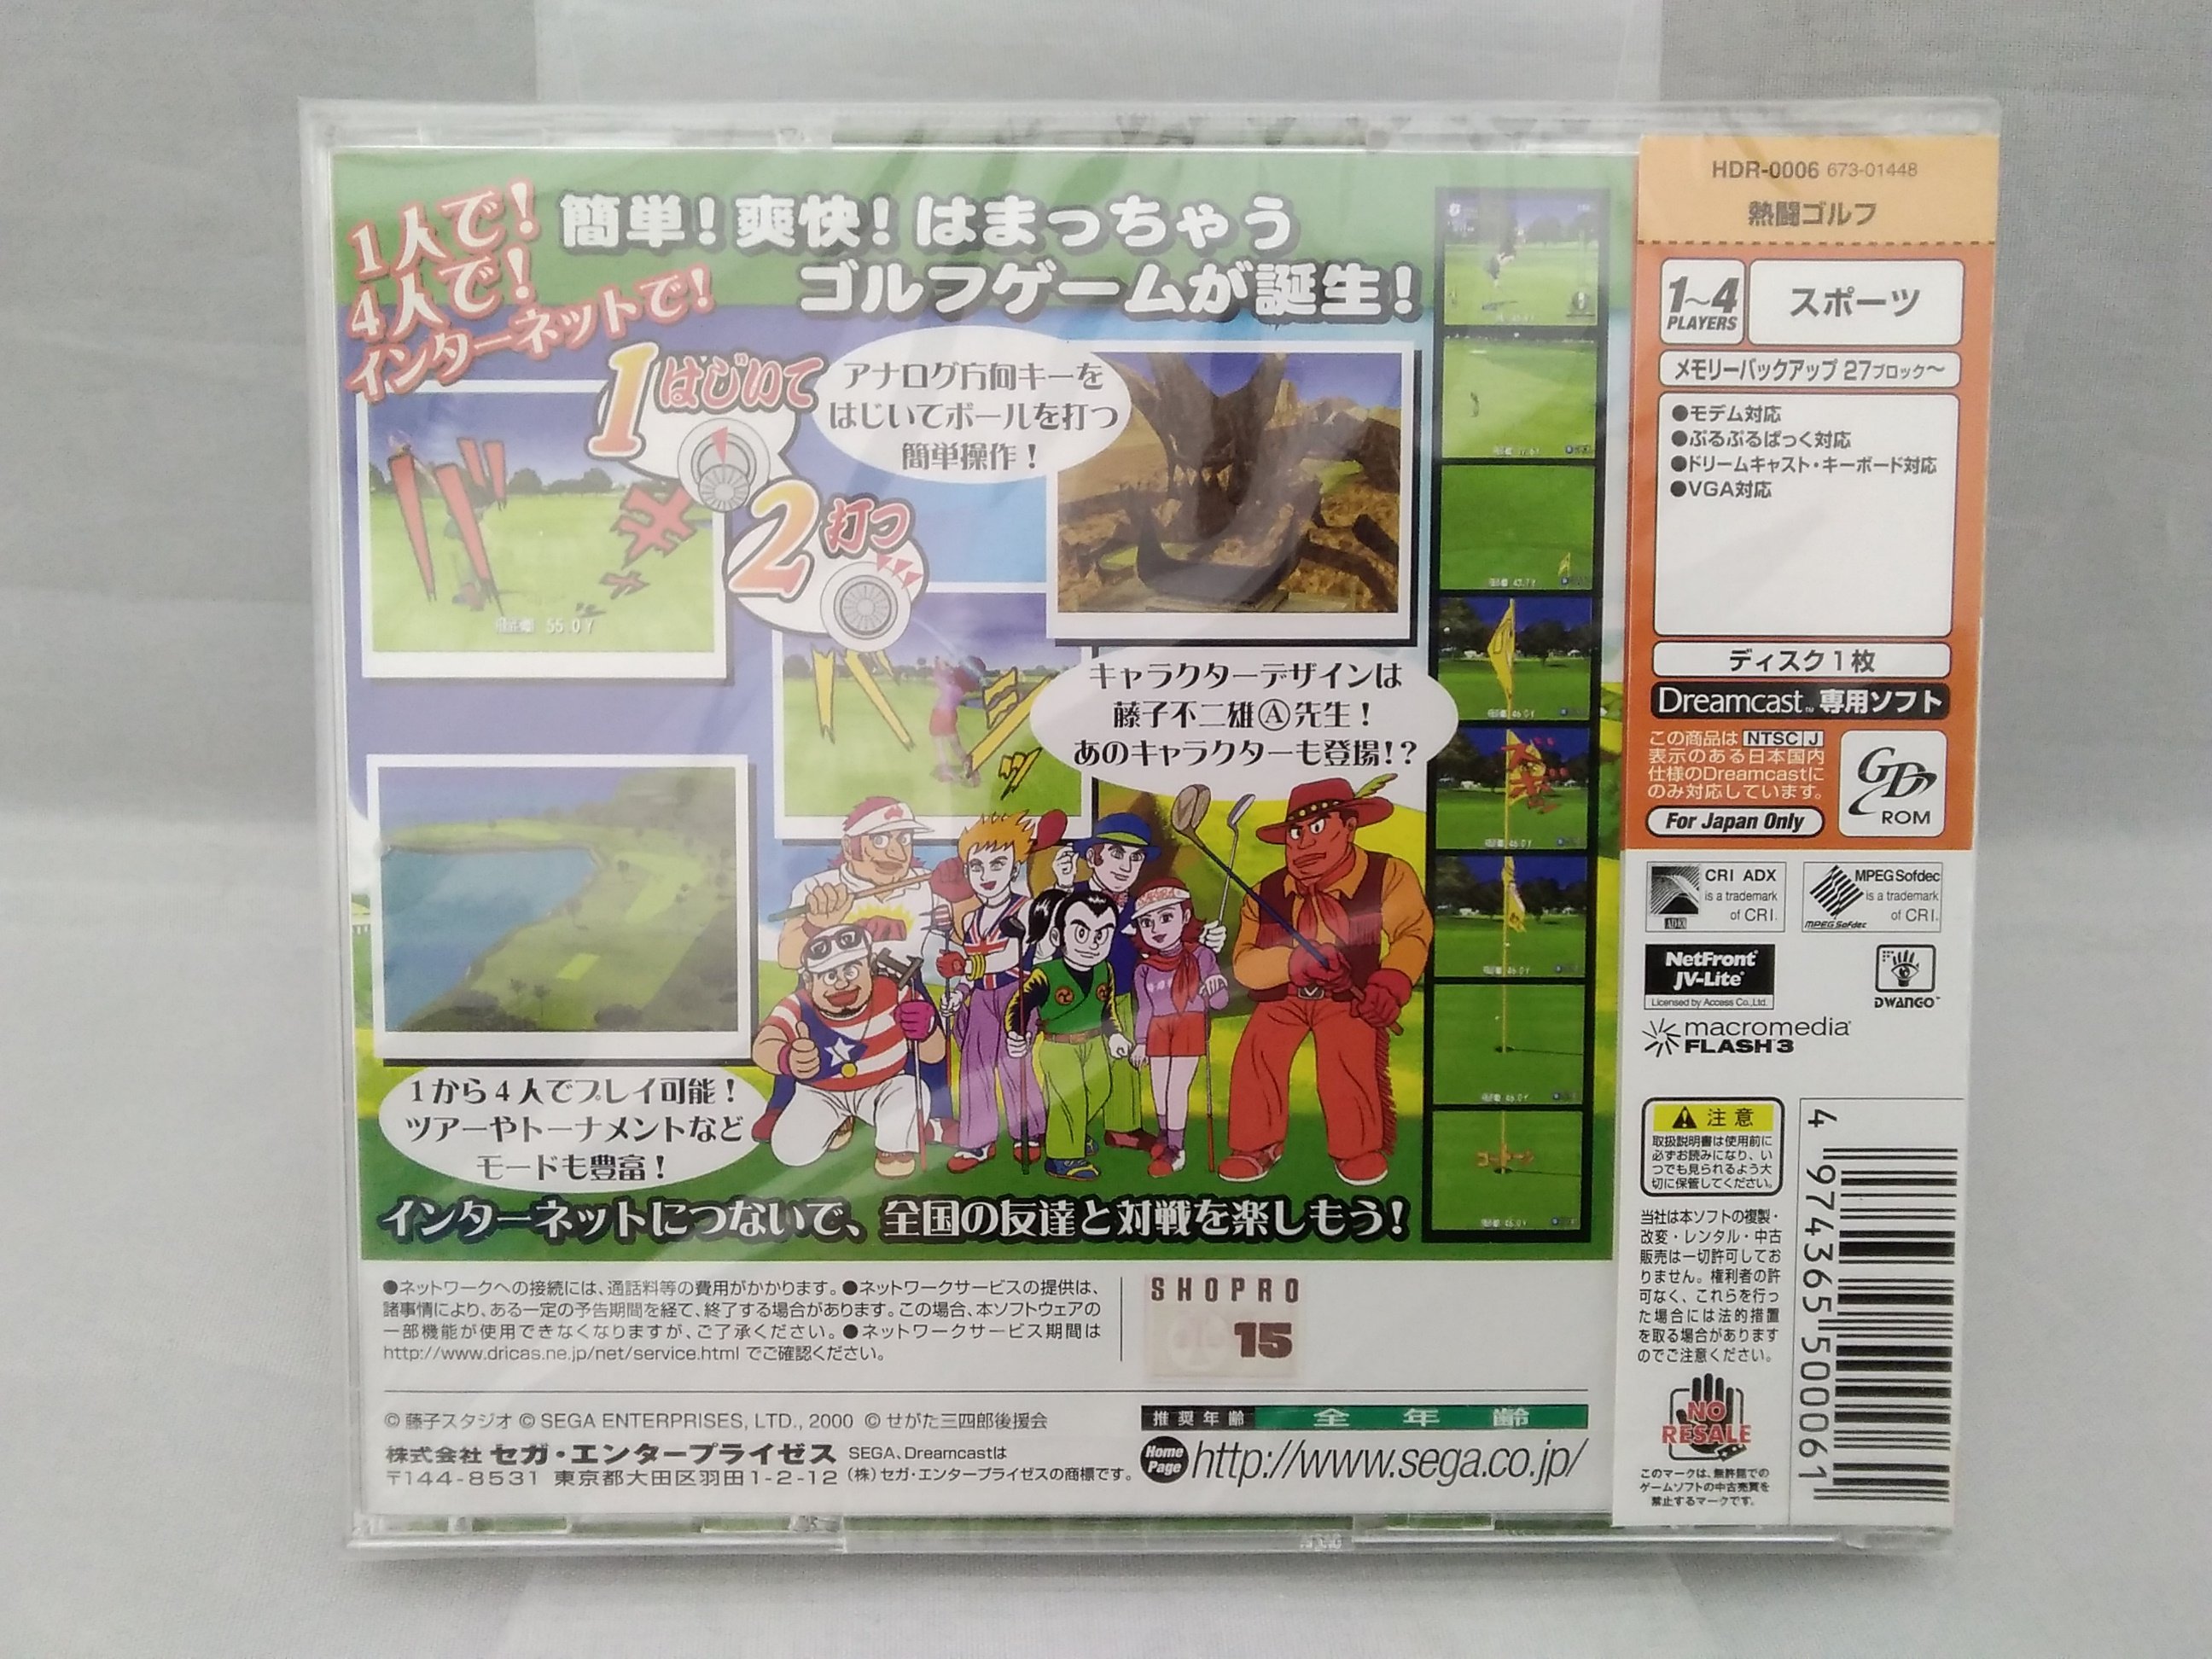 1人で!
4人で!
インターネットで!
簡単!爽快!はまっちゃう
ゴルフゲームが誕生!
1 はじいて
2 打つ
アナログ方向キーを
はじいてボールを打つ
簡単操作!
バ
55.0Y
キャラクターデザインは
藤子不二雄Ⓐ先生!
あのキャラクターも登場!?
1から4人でプレイ可能!
ツアーやトーナメントなど
モードも豊富!
インターネットにつないで、全国の友達と対戦を楽しもう!
●ネットワークへの接続には、通話料等の費用がかかります。●ネットワークサービスの提供は、
諸事情により、ある一定の予告期間を経て、終了する場合があります。この場合、本ソフトウェアの
一部機能が使用できなくなりますが、ご了承ください。●ネットワークサービス期間は
http://www.dricas.ne.jp/net/service.html でご確認ください。
SHOPRO
15
© 藤子スタジオ © SEGA ENTERPRISES, LTD., 2000 © せがた三四郎後援会
株式会社 セガ・エンタープライゼス
〒144-8531 東京都大田区羽田1-2-12
SEGA、Dreamcastは
(株)セガ・エンタープライゼスの商標です。
推奨年齢 全年齢
Home Page http://www.sega.co.jp/
HDR-0006 673-01448
熱闘ゴルフ
1~4
PLAYERS
スポーツ
メモリーバックアップ 27ブロック~
●モデム対応
●ぷるぷるぱっく対応
●ドリームキャスト・キーボード対応
●VGA対応
ディスク1枚
Dreamcast™ 専用ソフト
この商品は NTSC J
表示のある日本国内
仕様のDreamcastに
のみ対応しています。
For Japan Only
GD
ROM
CRI ADX
is a trademark
of CRI.
ADX
MPEG Sofdec
is a trademark
of CRI.
MPEG Sofdec
NetFront
JV-Lite
Licensed by Access Co.,Ltd.
DWANGO™
macromedia
FLASH 3
注意
取扱説明書は使用前に
必ずお読みになり、い
つでも見られるよう大
切に保管してください。
当社は本ソフトの複製・
改変・レンタル・中古
販売は一切許可してお
りません。権利者の許
可なく、これらを行っ
た場合には法的措置
を取る場合があります
のでご注意ください。
NO
RESALE
このマークは、無許諾での
ゲームソフトの中古売買を
禁止するマークです。
4 974365 500061